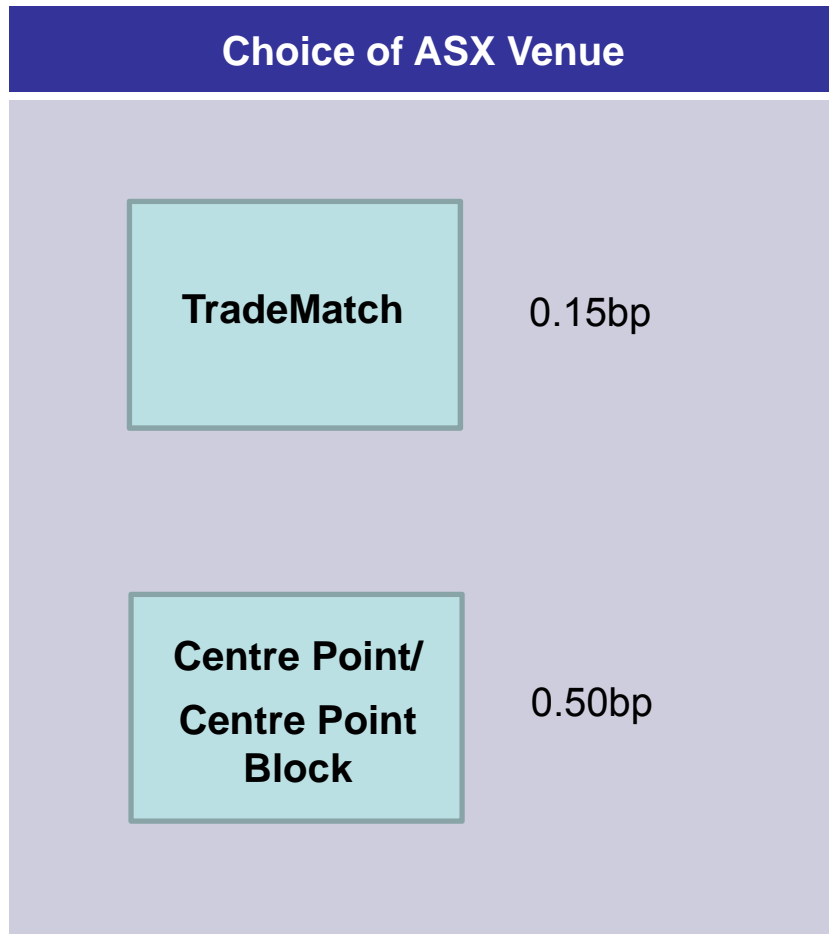 Choice of ASX Venue
TradeMatch
0.15bp
Centre Point/
Centre Point
Block
0.50bp